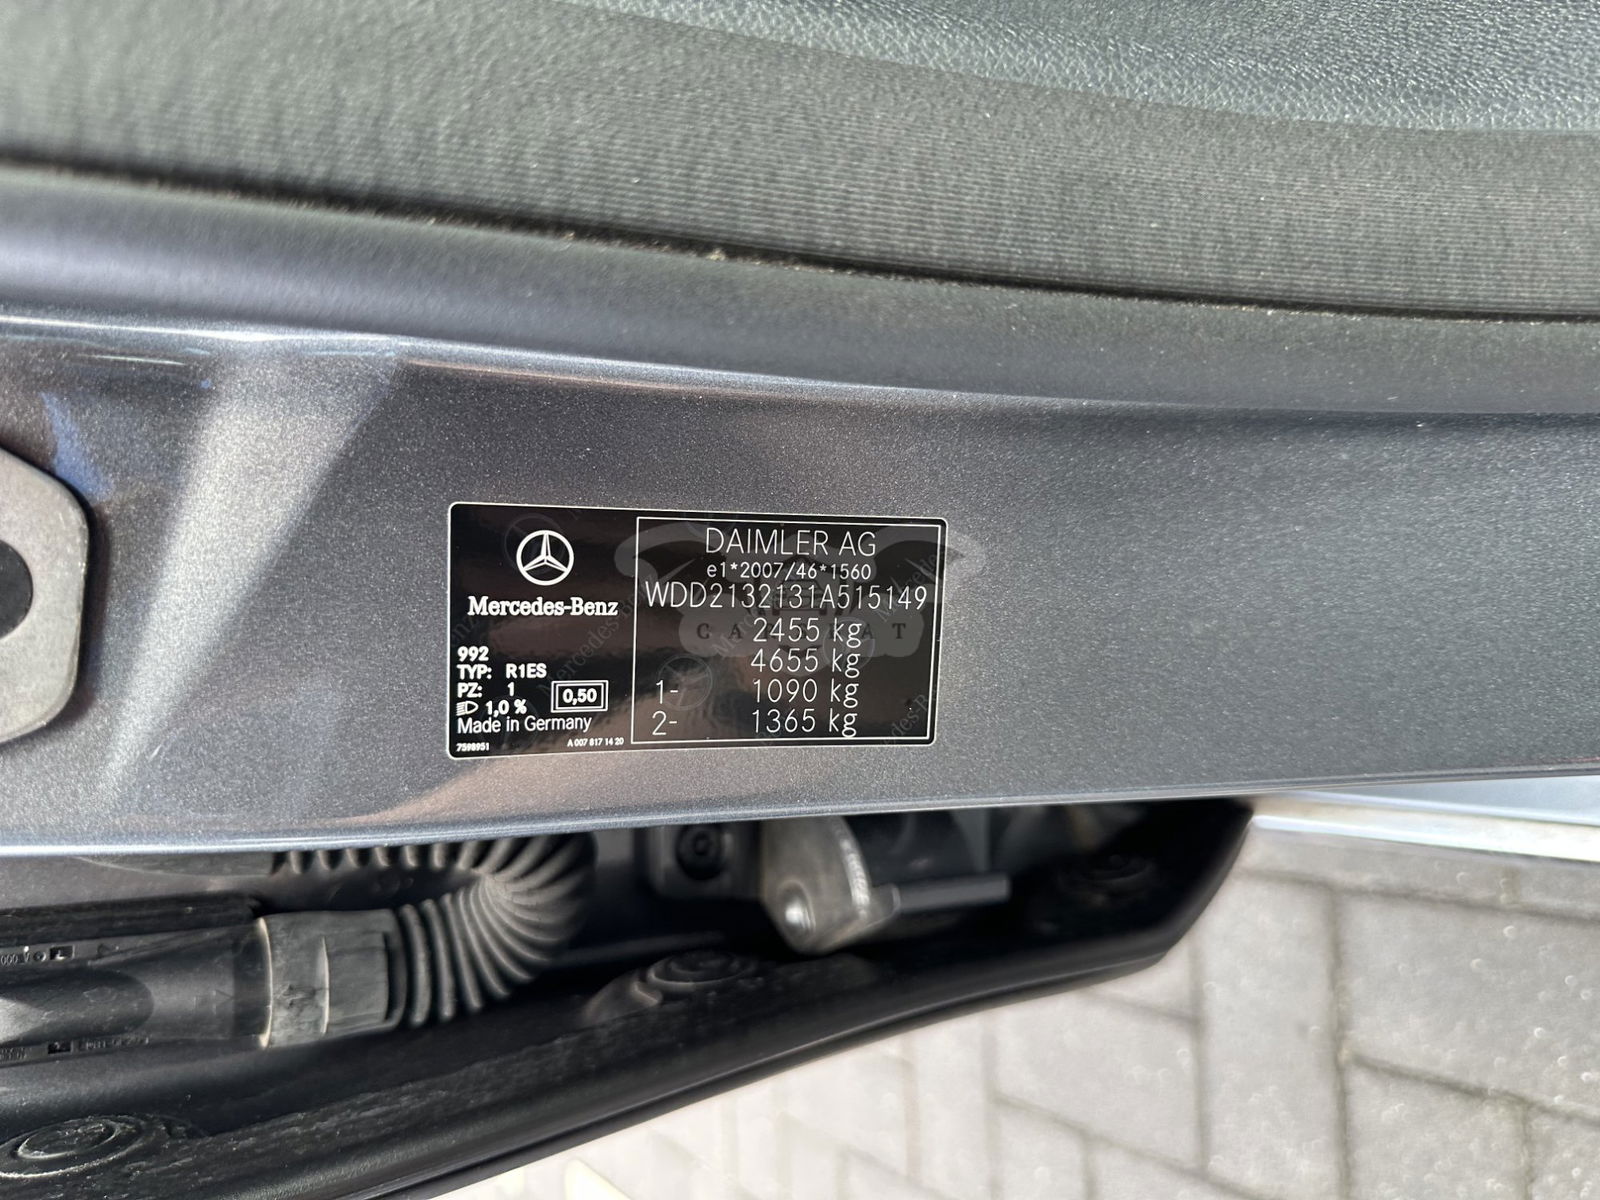 DAIMLER AG
e1*2007/46*1560
WDD2132131A515149
2455 kg
4655 kg
1- 1090 kg
2- 1365 kg
Mercedes-Benz
992
TYP: R1ES
PZ: 1
1,0 %
0,50
Made in Germany
7598951
A 007 817 14 20